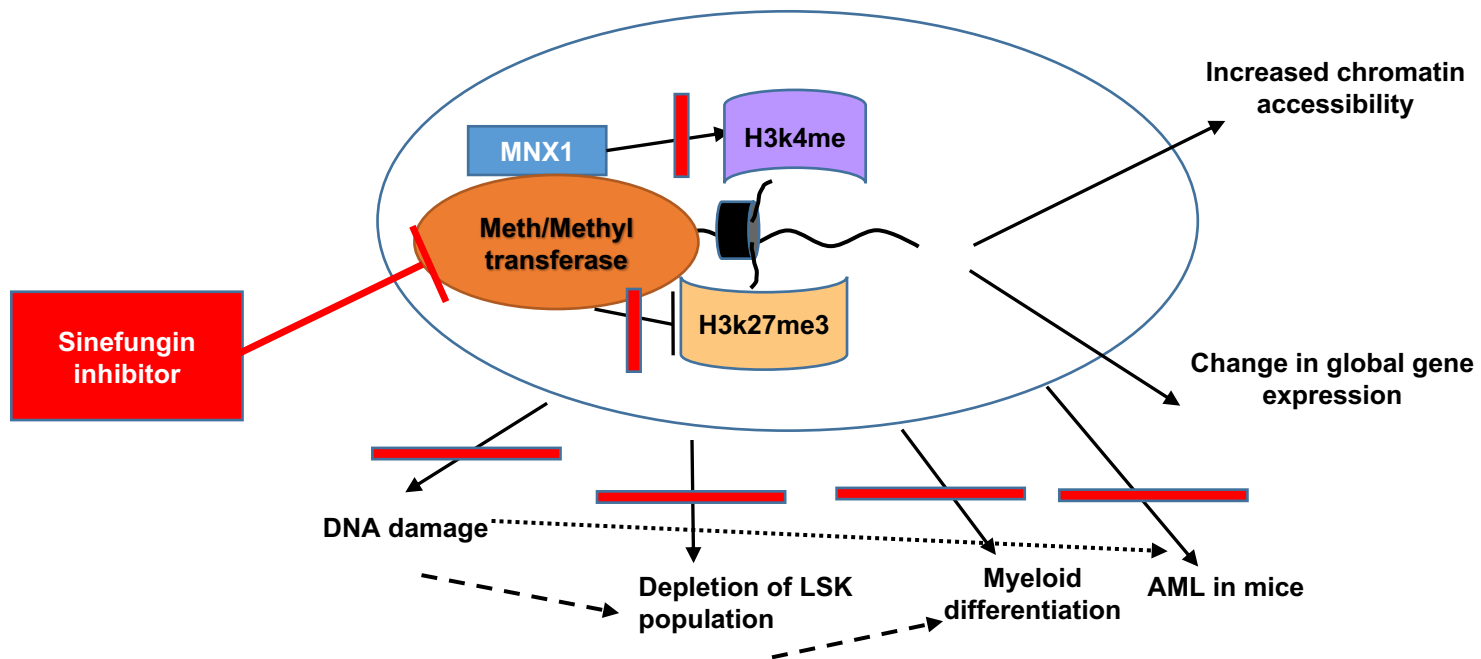 Increased chromatin
accessibility
MNX1
H3k4me
Meth/Methyl
transferase
H3k27me3
Sinefungin
inhibitor
Change in global gene
expression
DNA damage
Depletion of LSK
population
Myeloid
differentiation
AML in mice